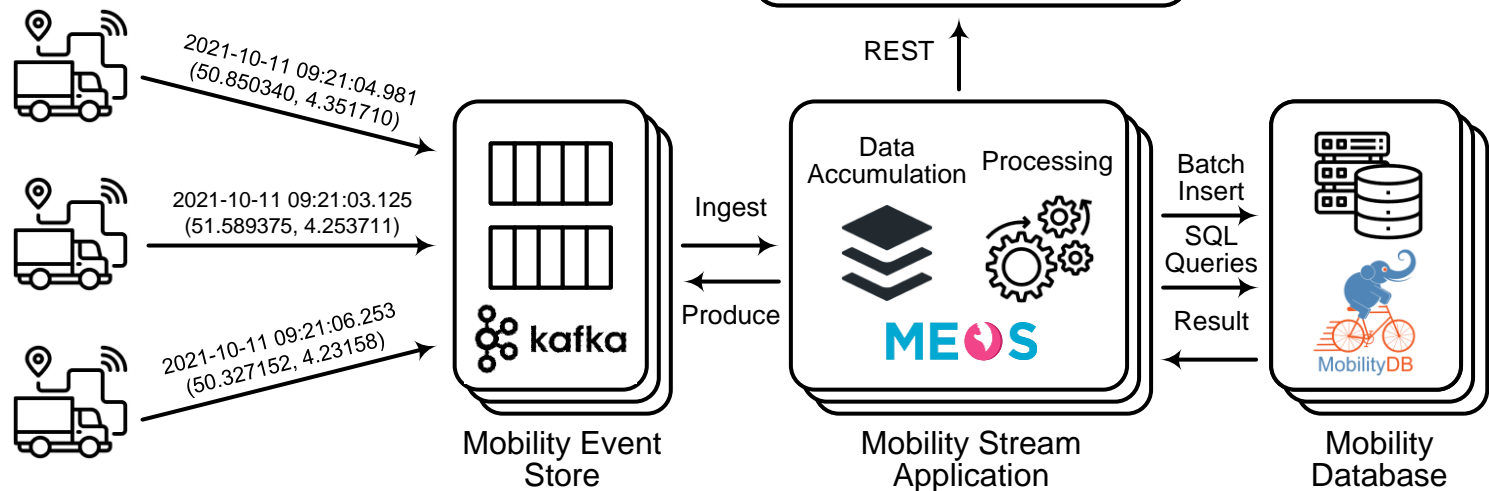 REST
2021-10-11 09:21:04.981
(50.850340, 4.351710)
2021-10-11 09:21:03.125
(51.589375, 4.253711)
2021-10-11 09:21:06.253
(50.327152, 4.23158)
kafka
Mobility Event
Store
Ingest
Produce
Data
Accumulation
Processing
MEOS
Mobility Stream
Application
Batch
Insert
SQL
Queries
Result
MobilityDB
Mobility
Database